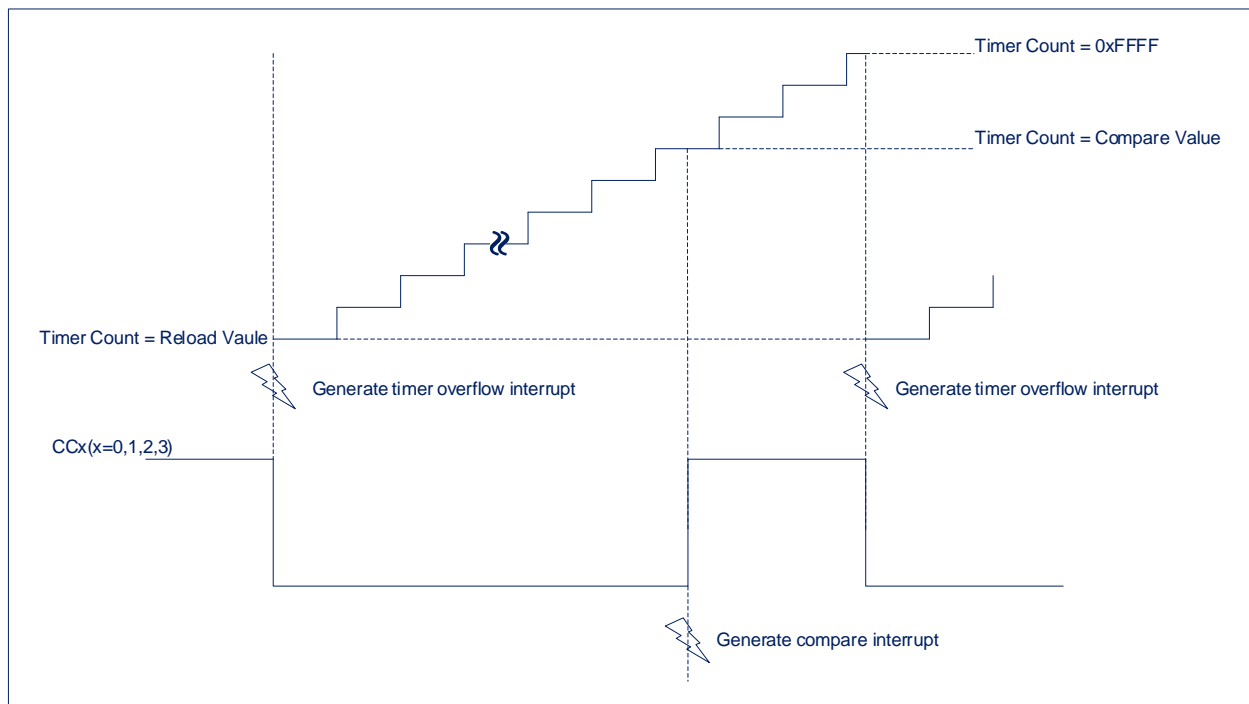 Timer Count = 0xFFFF
Timer Count = Compare Value
Timer Count = Reload Vaule
Generate timer overflow interrupt
Generate timer overflow interrupt
CCx(x=0,1,2,3)
Generate compare interrupt